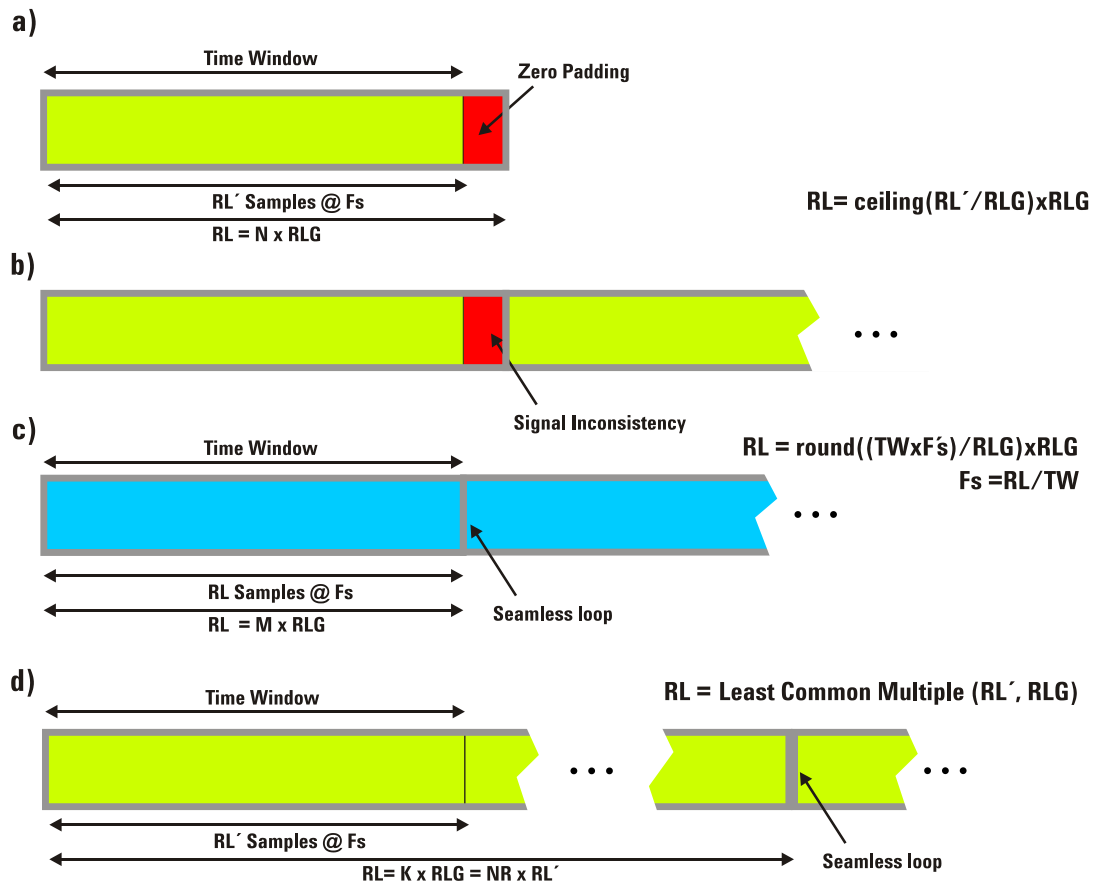 a)
Time Window
Zero Padding
RL´ Samples @ Fs
RL = N x RLG
RL= ceiling(RL´/RLG)xRLG
b)
• • •
Signal Inconsistency
c)
Time Window
RL = round((TWxF´s)/RLG)xRLG
Fs =RL/TW
• • •
RL Samples @ Fs
RL = M x RLG
Seamless loop
d)
Time Window
RL = Least Common Multiple (RL´, RLG)
• • •
• • •
RL´ Samples @ Fs
RL= K x RLG = NR x RL´
Seamless loop